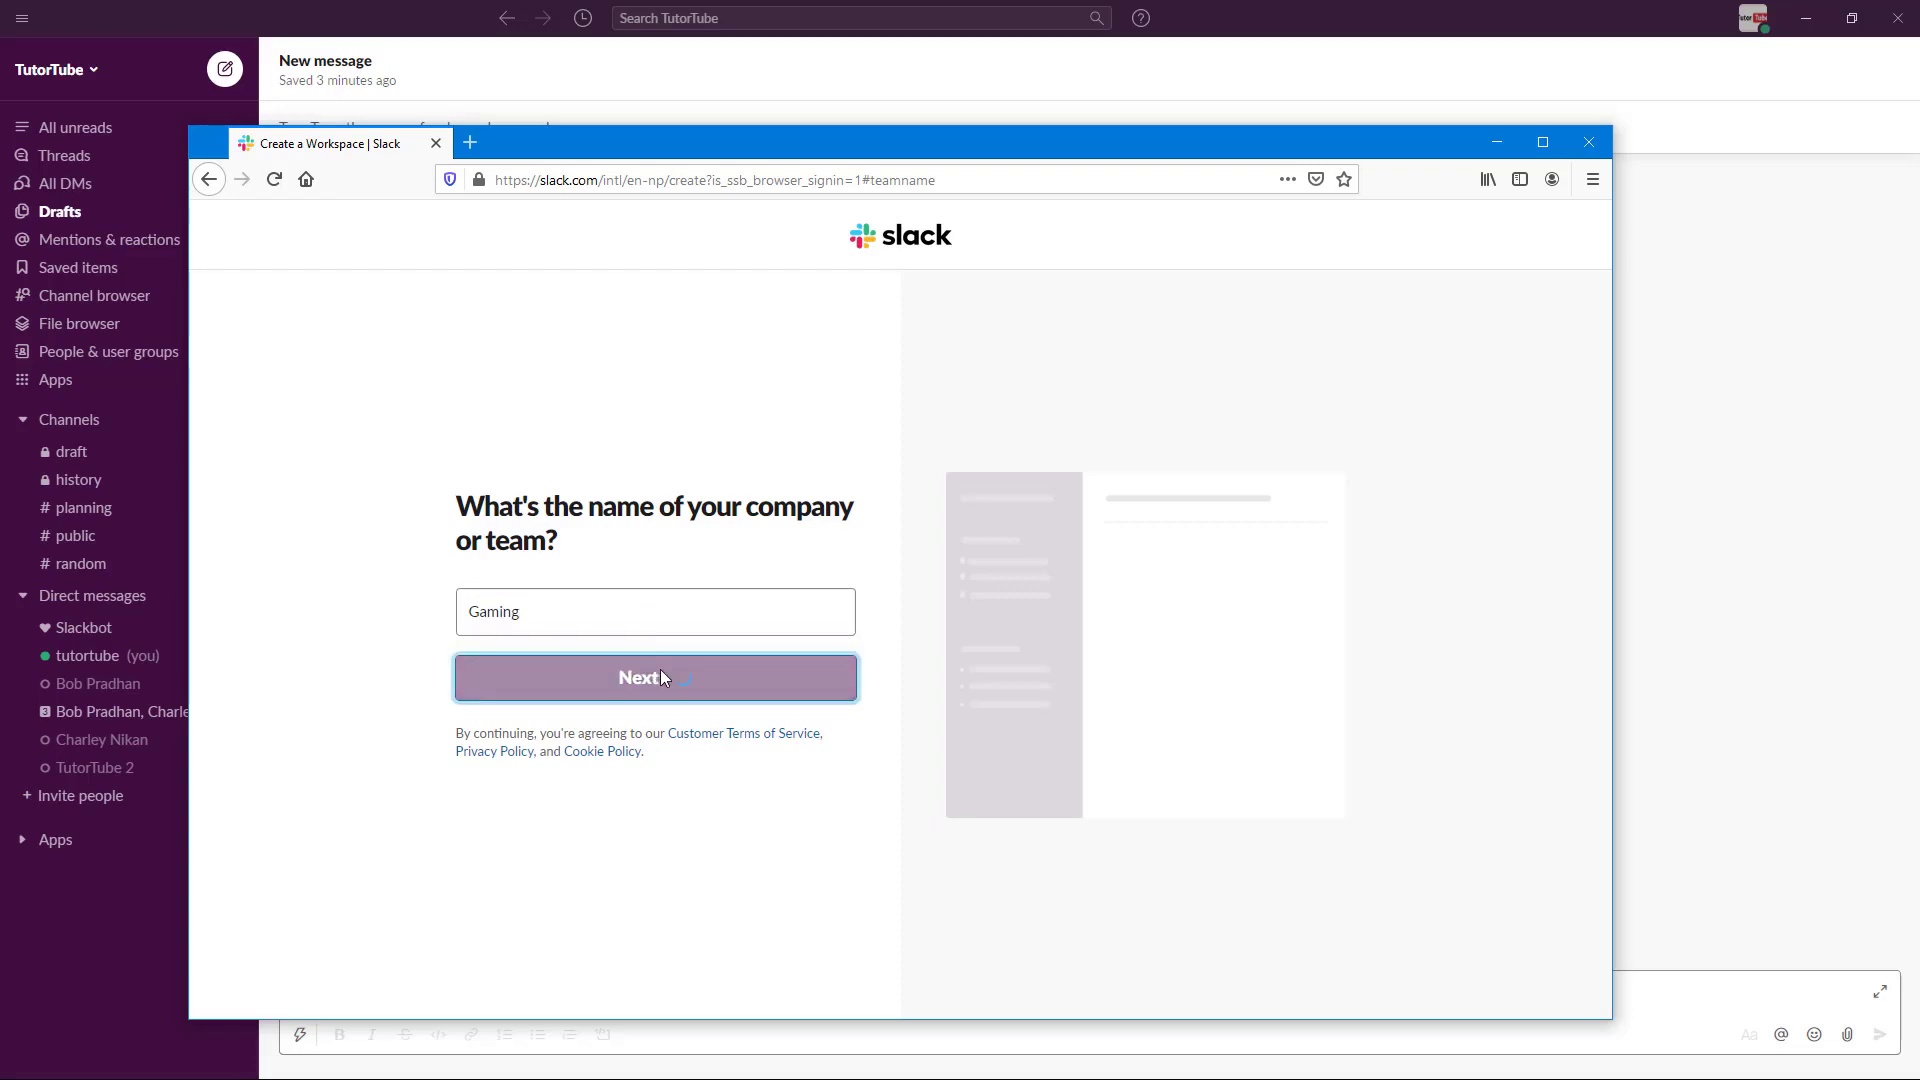 Search TutorTube
TutorTube
New message
Saved 3 minutes ago
All unreads
Threads
All DMs
Drafts
Mentions & reactions
Saved items
Channel browser
File browser
People & user groups
Apps
Channels
draft
history
# planning
# public
# random
Direct messages
Slackbot
tutortube (you)
Bob Pradhan
3 Bob Pradhan, Charle
Charley Nikan
TutorTube 2
+ Invite people
Apps
Create a Workspace | Slack
https://slack.com/intl/en-np/create?is_ssb_browser_signin=1#teamname
slack
What's the name of your company
or team?
Gaming
Next
By continuing, you're agreeing to our Customer Terms of Service,
Privacy Policy, and Cookie Policy.
B I S
Aa @